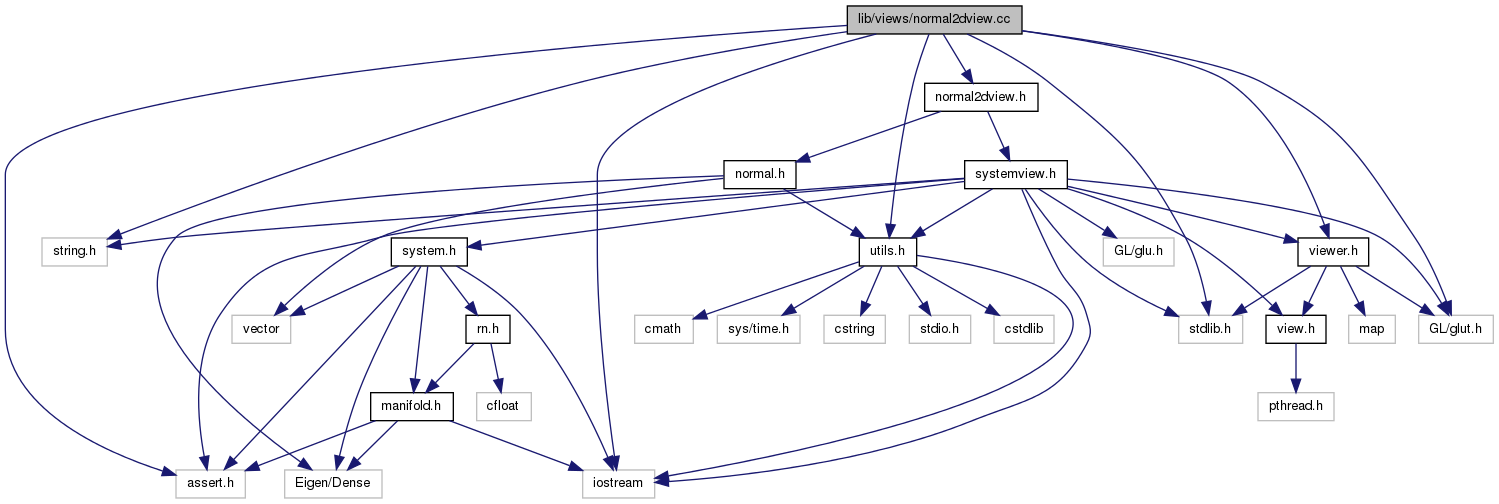 lib/views/normal2dview.cc
normal2dview.h
normal.h
systemview.h
string.h
system.h
utils.h
GL/glu.h
viewer.h
vector
rn.h
cmath
sys/time.h
cstring
stdio.h
cstdlib
stdlib.h
view.h
map
GL/glut.h
manifold.h
cfloat
pthread.h
assert.h
Eigen/Dense
iostream